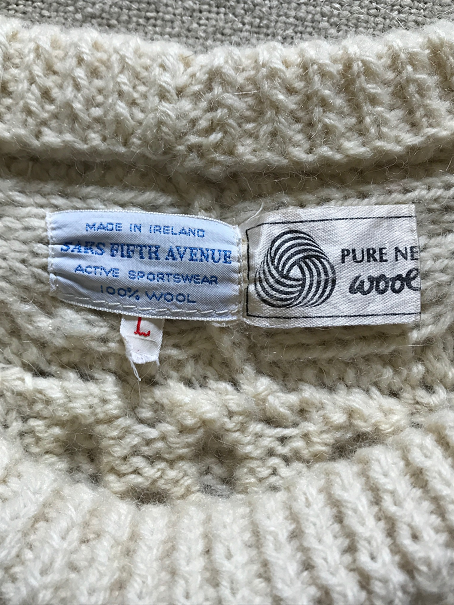 MADE IN IRELAND
SAKS FIFTH AVENUE
ACTIVE SPORTSWEAR
100% WOOL
L
PURE NE
wool